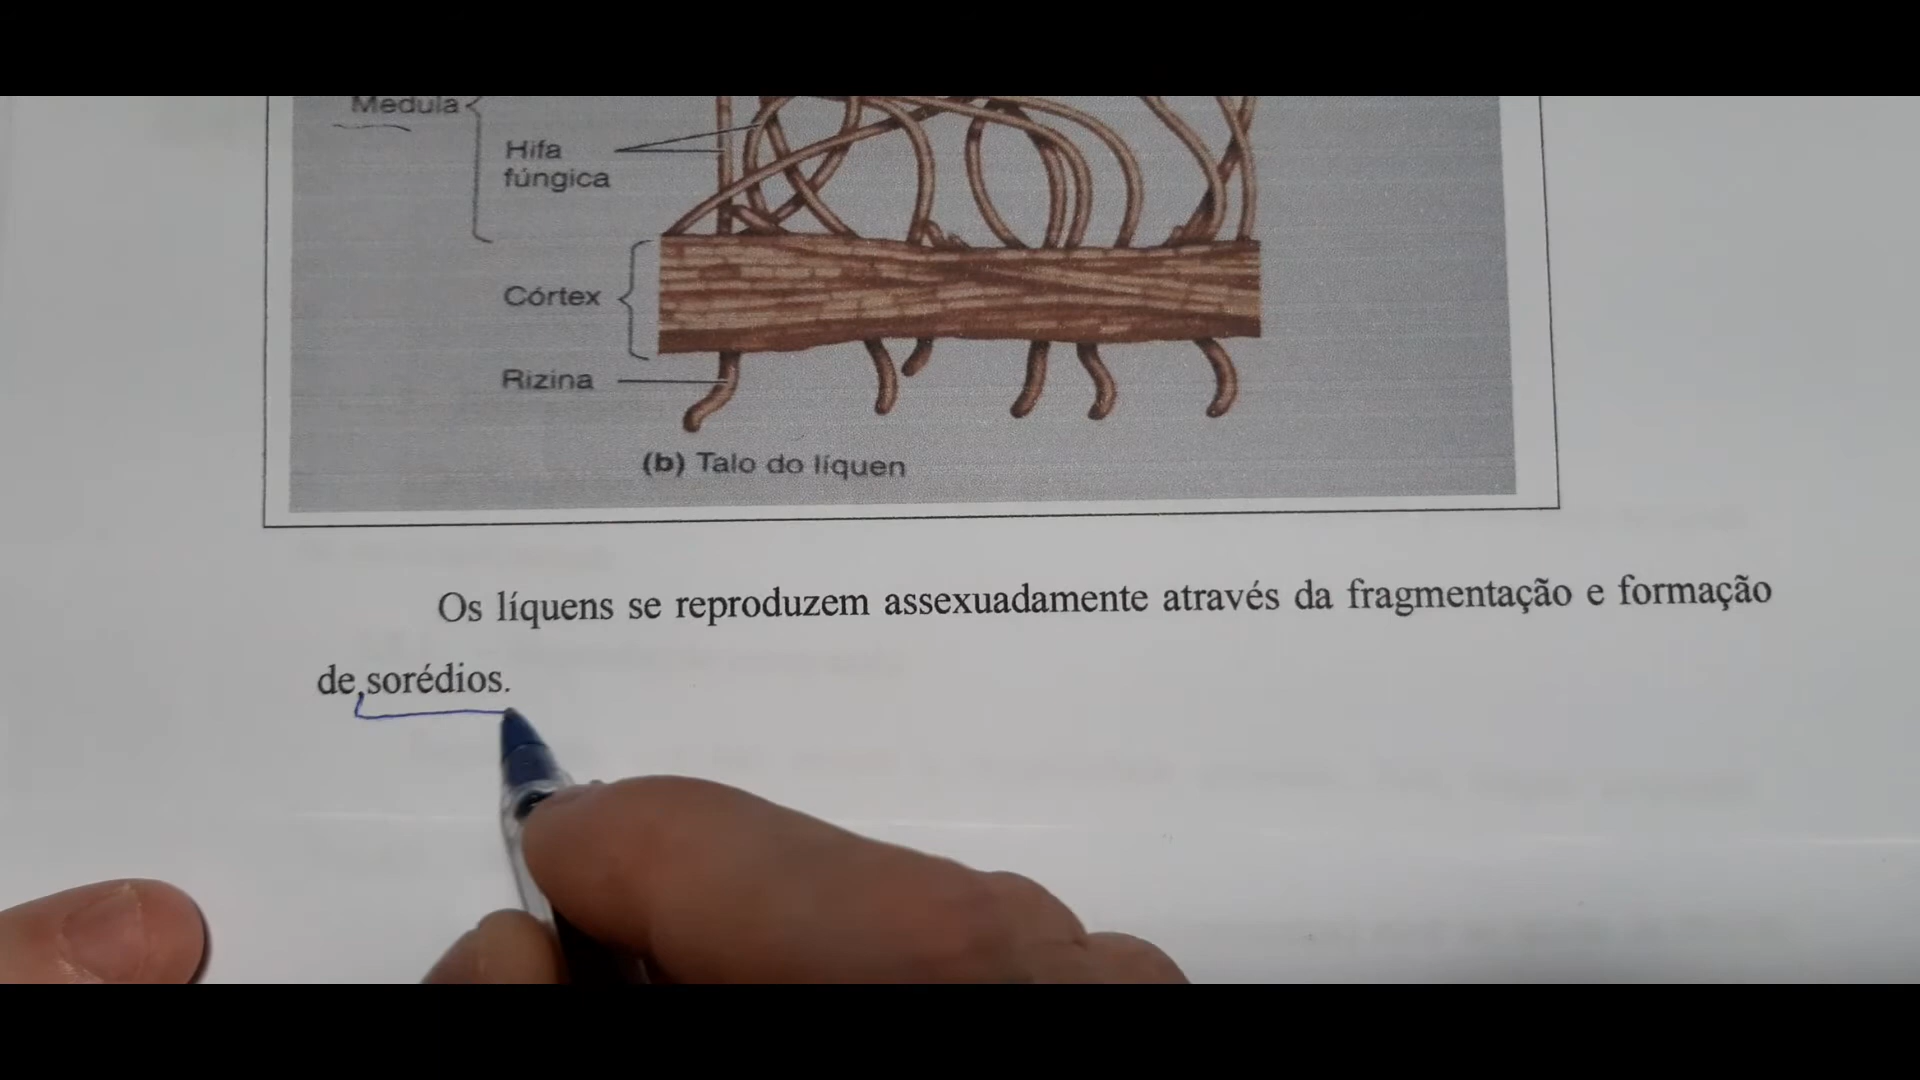 Medula
Hifa
fúngica
Córtex
Rizina
(b) Talo do líquen
Os líquens se reproduzem assexuadamente através da fragmentação e formação
de sorédios.